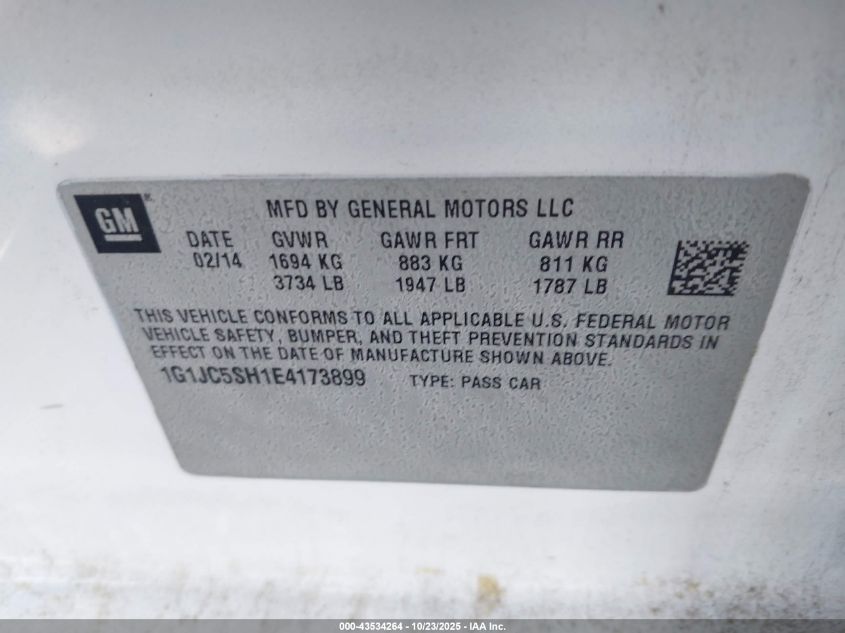 GM
MFD BY GENERAL MOTORS LLC
DATE GVWR GAWR FRT GAWR RR
02/14 1694 KG 883 KG 811 KG
3734 LB 1947 LB 1787 LB
THIS VEHICLE CONFORMS TO ALL APPLICABLE U.S. FEDERAL MOTOR
VEHICLE SAFETY, BUMPER, AND THEFT PREVENTION STANDARDS IN
EFFECT ON THE DATE OF MANUFACTURE SHOWN ABOVE.
1G1JC5SH1E4173899 TYPE: PASS CAR
000-43534264 - 10/23/2025 - IAA Inc.